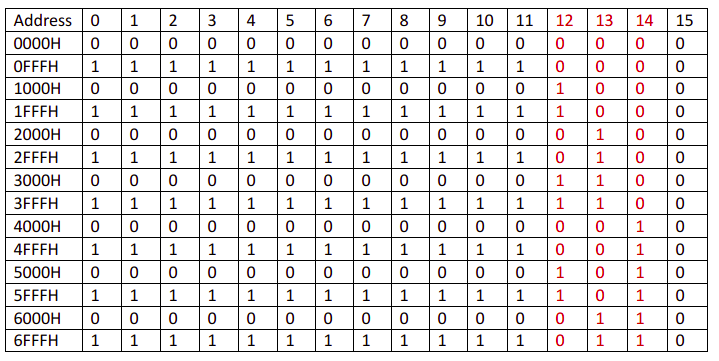 Address 0 1 2 3 4 5 6 7 8 9 10 11 12 13 14 15
0000H 0 0 0 0 0 0 0 0 0 0 0 0 0 0 0 0
0FFFH 1 1 1 1 1 1 1 1 1 1 1 1 0 0 0 0
1000H 0 0 0 0 0 0 0 0 0 0 0 0 1 0 0 0
1FFFH 1 1 1 1 1 1 1 1 1 1 1 1 1 0 0 0
2000H 0 0 0 0 0 0 0 0 0 0 0 0 0 1 0 0
2FFFH 1 1 1 1 1 1 1 1 1 1 1 1 0 1 0 0
3000H 0 0 0 0 0 0 0 0 0 0 0 0 1 1 0 0
3FFFH 1 1 1 1 1 1 1 1 1 1 1 1 1 1 0 0
4000H 0 0 0 0 0 0 0 0 0 0 0 0 0 0 1 0
4FFFH 1 1 1 1 1 1 1 1 1 1 1 1 0 0 1 0
5000H 0 0 0 0 0 0 0 0 0 0 0 0 1 0 1 0
5FFFH 1 1 1 1 1 1 1 1 1 1 1 1 1 0 1 0
6000H 0 0 0 0 0 0 0 0 0 0 0 0 0 1 1 0
6FFFH 1 1 1 1 1 1 1 1 1 1 1 1 0 1 1 0